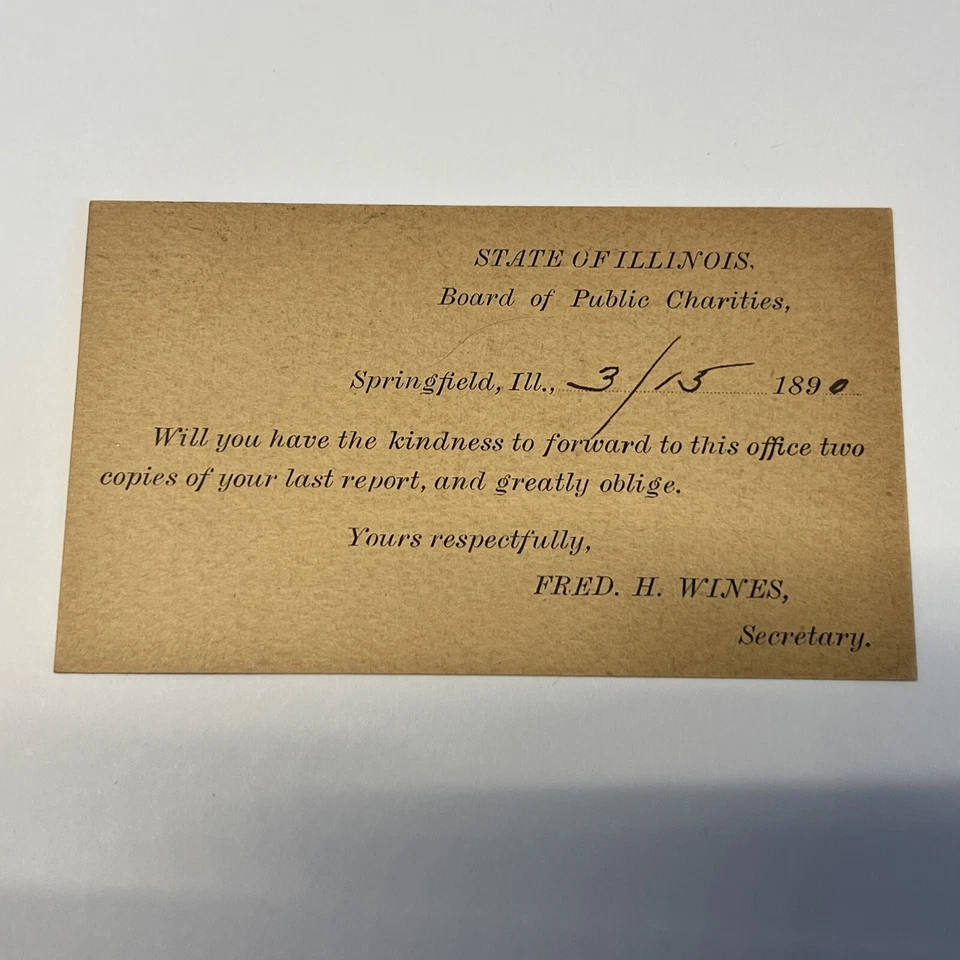 STATE OF ILLINOIS,
Board of Public Charities,
Springfield, Ill., 3/15 1890
Will you have the kindness to forward to this office two
copies of your last report, and greatly oblige.
Yours respectfully,
FRED. H. WINES,
Secretary.